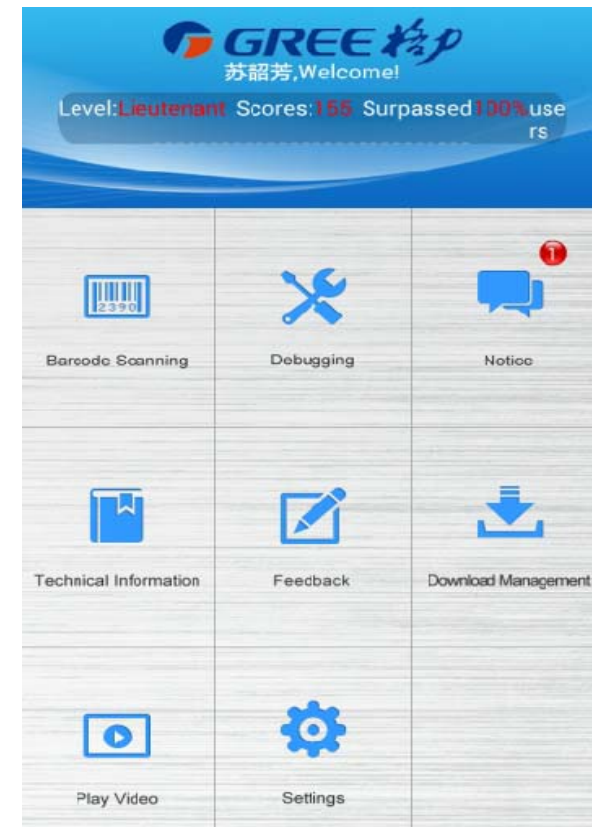 GREE 格力
苏韶芳,Welcome!
Level:Lieutenant Scores:155 Surpassed100%use
rs
1
2390
Barcode Scanning
Debugging
Notice
Technical Information
Feedback
Download Management
Play Video
Settings